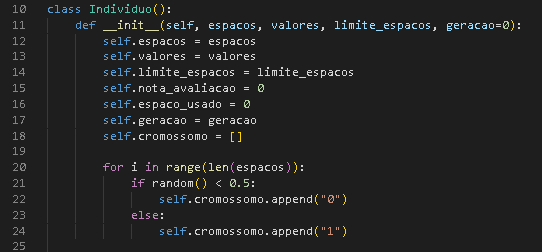 10 class Individuo():
11     def __init__(self, espacos, valores, limite_espacos, geracao=0):
12         self.espacos = espacos
13         self.valores = valores
14         self.limite_espacos = limite_espacos
15         self.nota_avaliacao = 0
16         self.espaco_usado = 0
17         self.geracao = geracao
18         self.cromossomo = []
19
20         for i in range(len(espacos)):
21             if random() < 0.5:
22                 self.cromossomo.append("0")
23             else:
24                 self.cromossomo.append("1")
25